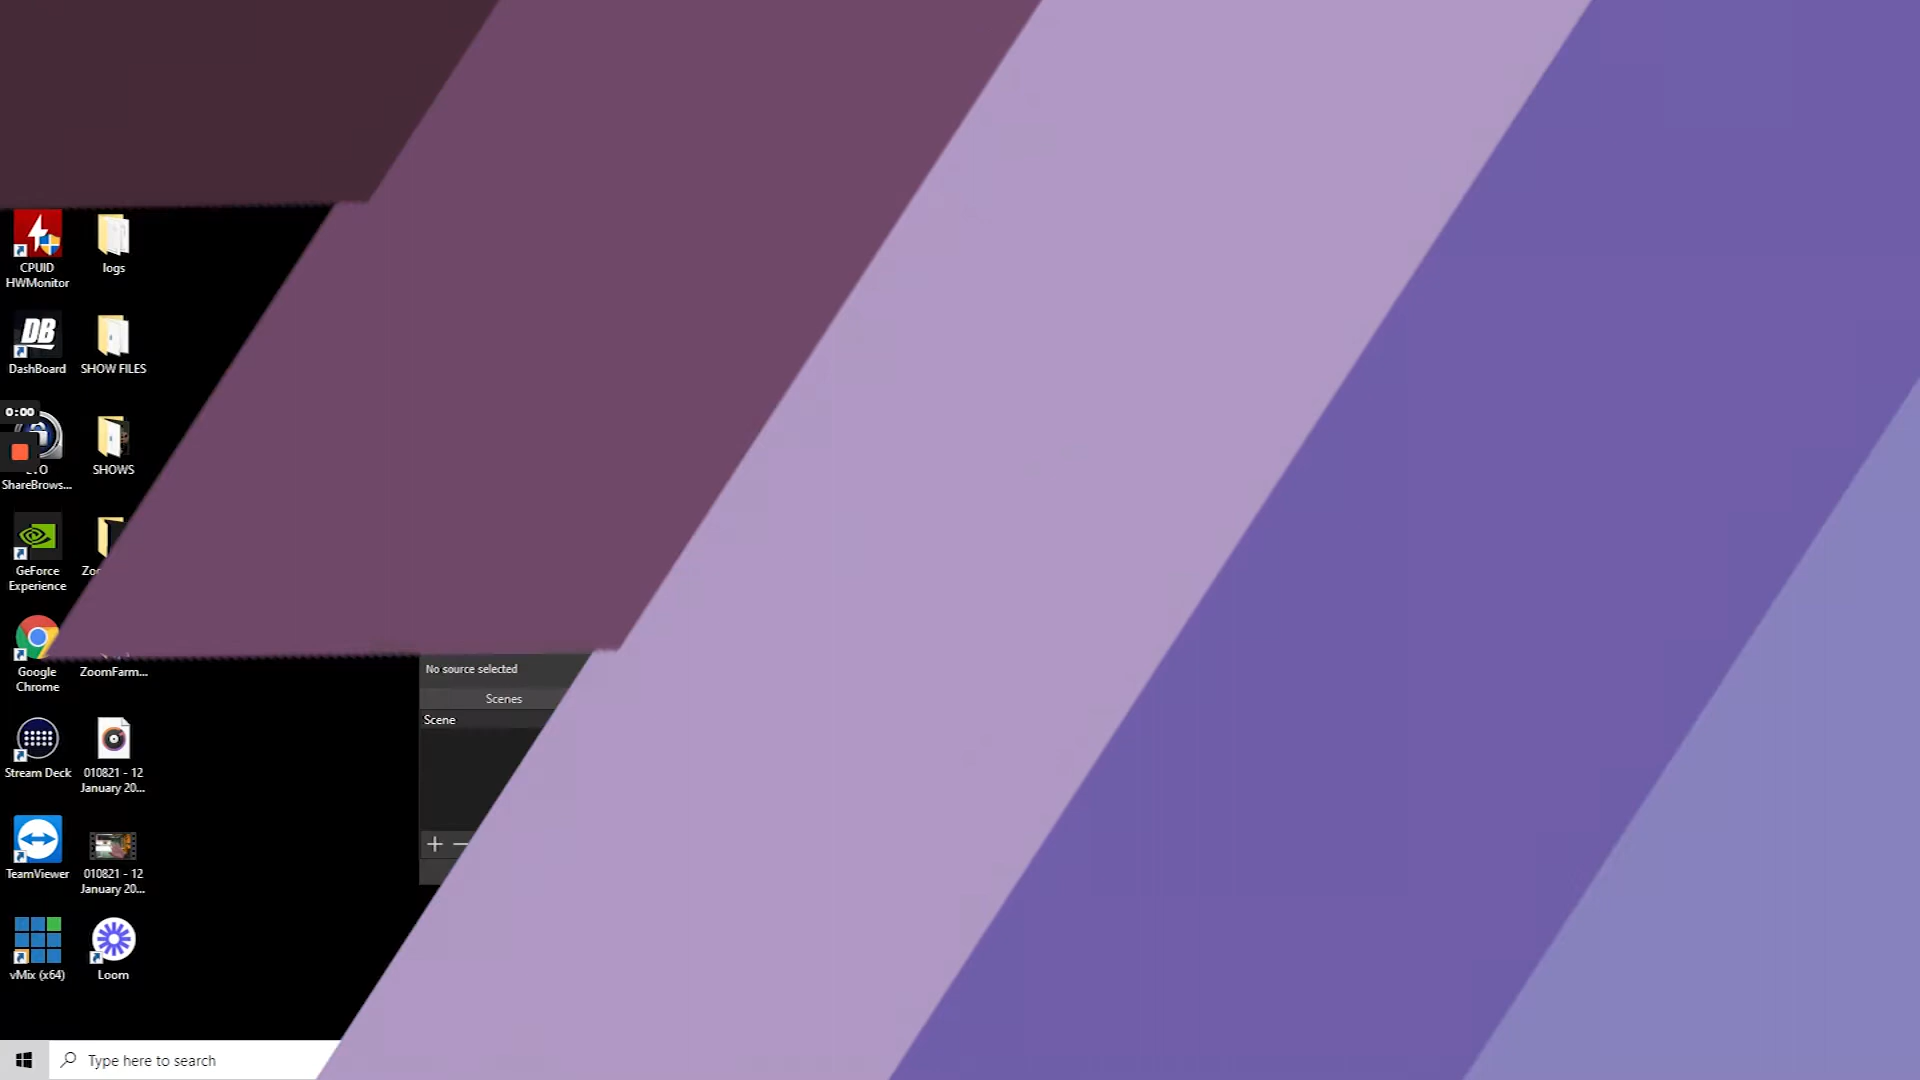 CPUID
HWMonitor
logs
DB
DashBoard
SHOW FILES
0:00
ShareBrows...
SHOWS
GeForce
Experience
Google
Chrome
ZoomFarm...
No source selected
Scenes
Scene
Stream Deck
010821 - 12
January 20...
TeamViewer
010821 - 12
January 20...
vMix (x64)
Loom
Type here to search